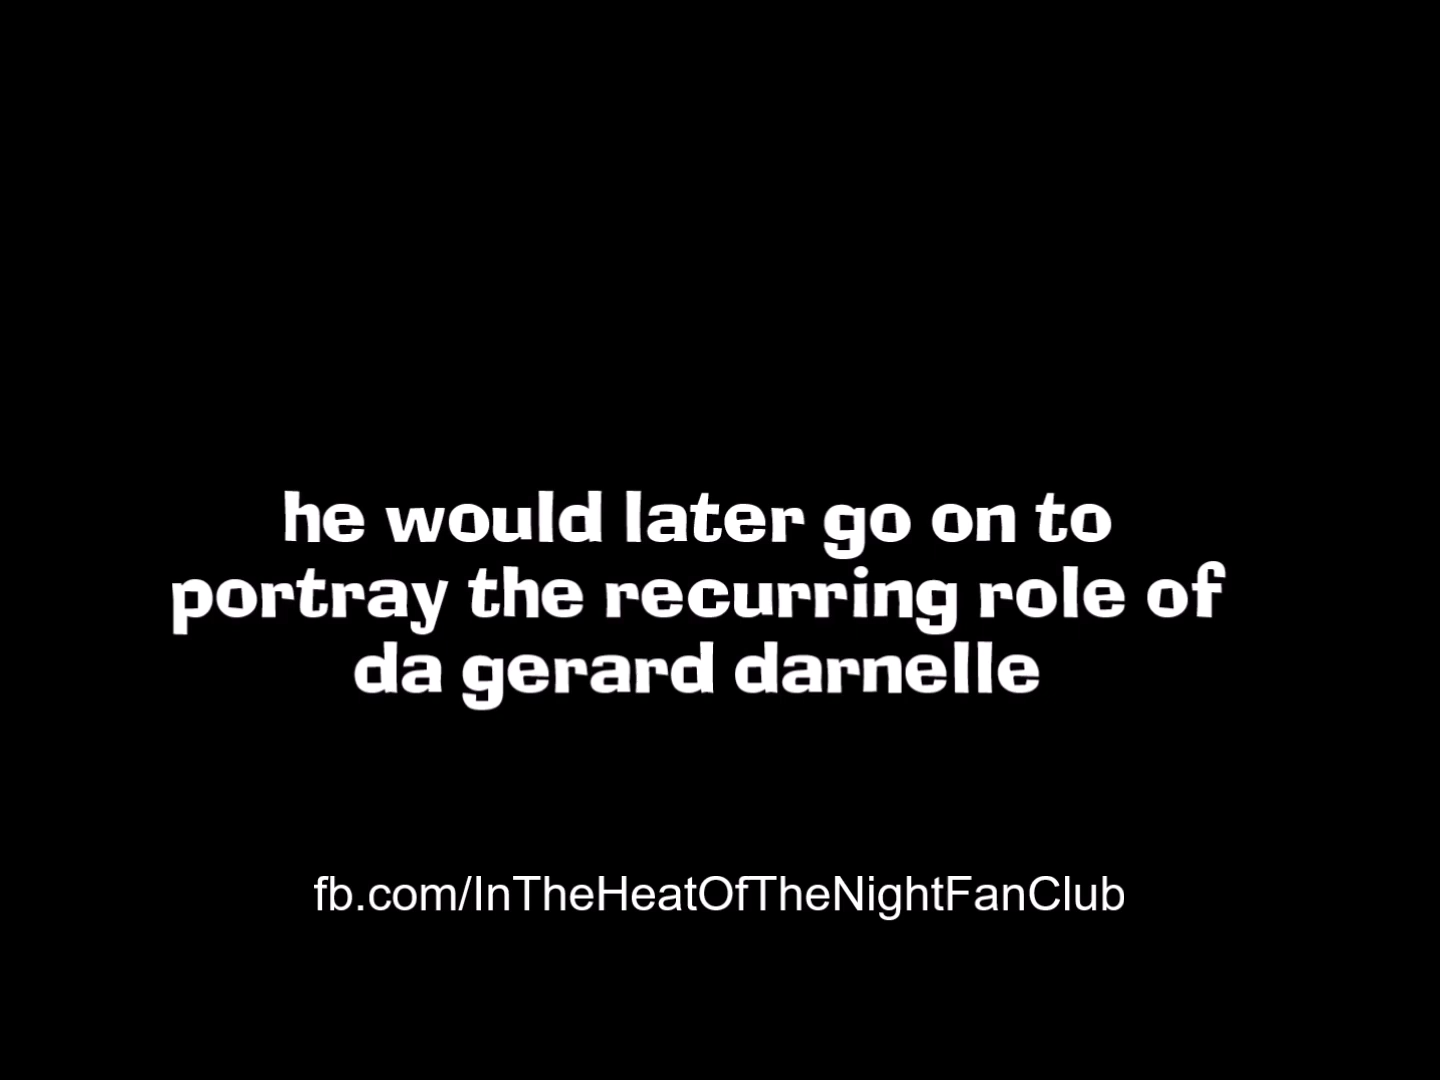 he would later go on to
portray the recurring role of
da gerard darnelle
fb.com/InTheHeatOfTheNightFanClub